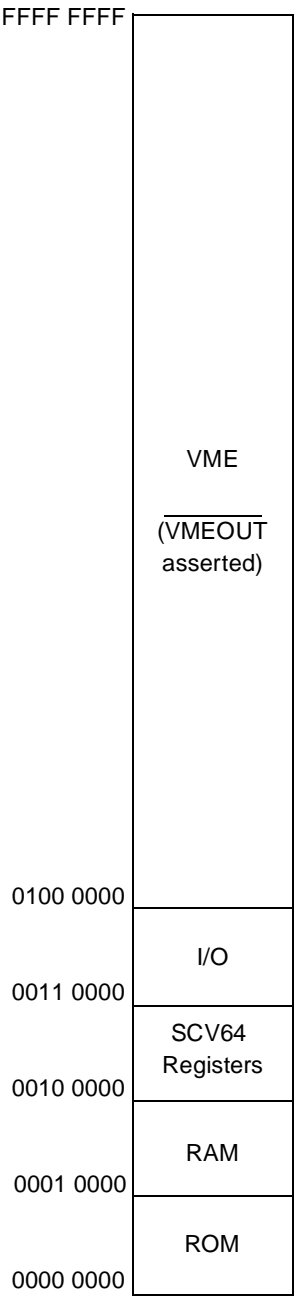 FFFF FFFF
VME
(VMEOUT
asserted)
0100 0000
I/O
0011 0000
SCV64
Registers
0010 0000
RAM
0001 0000
ROM
0000 0000